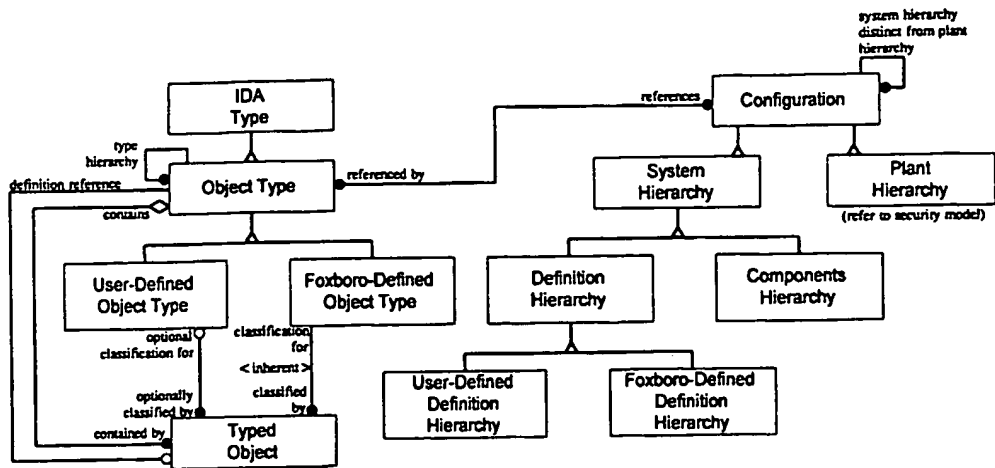 system hierarchy
distinct from plant
hierarchy
IDA
Type
references
Configuration
type
hierarchy
System
Hierarchy
Plant
Hierarchy
(refer to security model)
definition reference
Object Type
referenced by
contains
User-Defined
Object Type
Foxboro-Defined
Object Type
Definition
Hierarchy
Components
Hierarchy
optional
classification for
classification
for
< inherent >
optionally
classified by
classified
by
User-Defined
Definition
Hierarchy
Foxboro-Defined
Definition
Hierarchy
contained by
Typed
Object